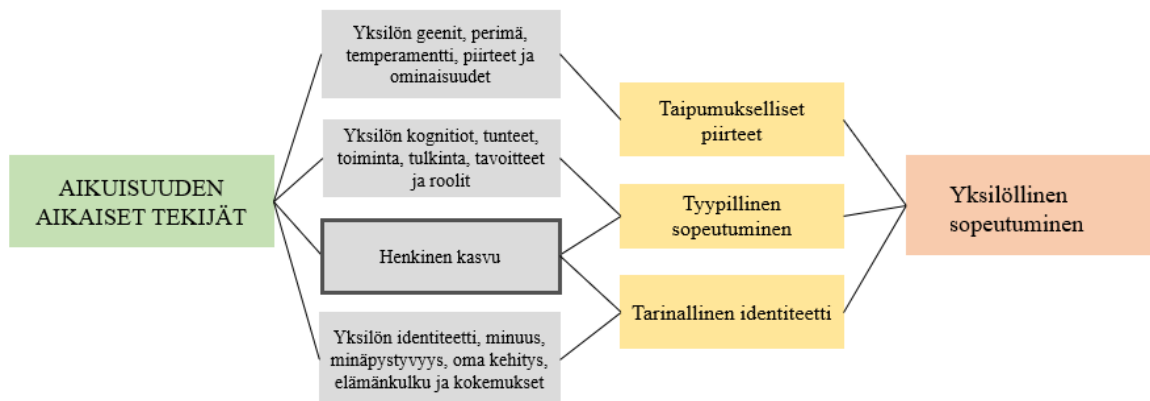 AIKUISUUDEN
AIKAISET TEKIJÄT
Yksilön geenit, perimä,
temperamentti, piirteet ja
ominaisuudet
Yksilön kognitiot, tunteet,
toiminta, tulkinta, tavoitteet
ja roolit
Henkinen kasvu
Yksilön identiteetti, minuus,
minäpystyvyys, oma kehitys,
elämänkulku ja kokemukset
Taipumukselliset
piirteet
Tyypillinen
sopeutuminen
Tarinallinen identiteetti
Yksilöllinen
sopeutuminen